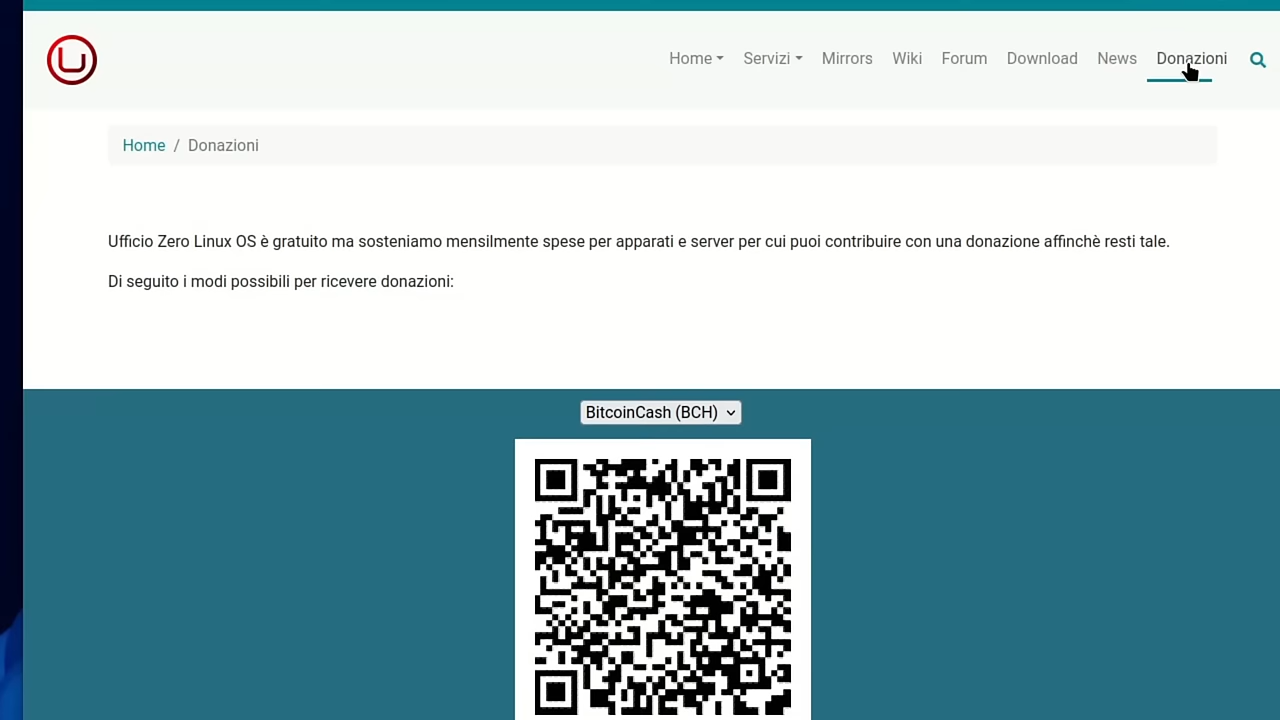 Home Servizi Mirrors Wiki Forum Download News Donazioni
Home / Donazioni
Ufficio Zero Linux OS è gratuito ma sosteniamo mensilmente spese per apparati e server per cui puoi contribuire con una donazione affinchè resti tale.
Di seguito i modi possibili per ricevere donazioni:
BitcoinCash (BCH)